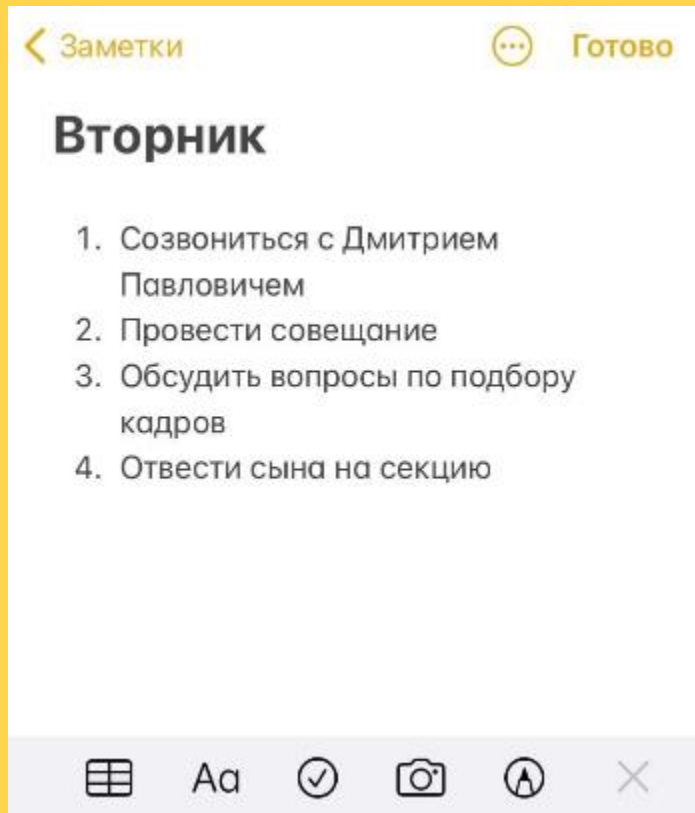 Заметки
Готово
Вторник
1. Созвониться с Дмитрием
Павловичем
2. Провести совещание
3. Обсудить вопросы по подбору
кадров
4. Отвести сына на секцию
Aa